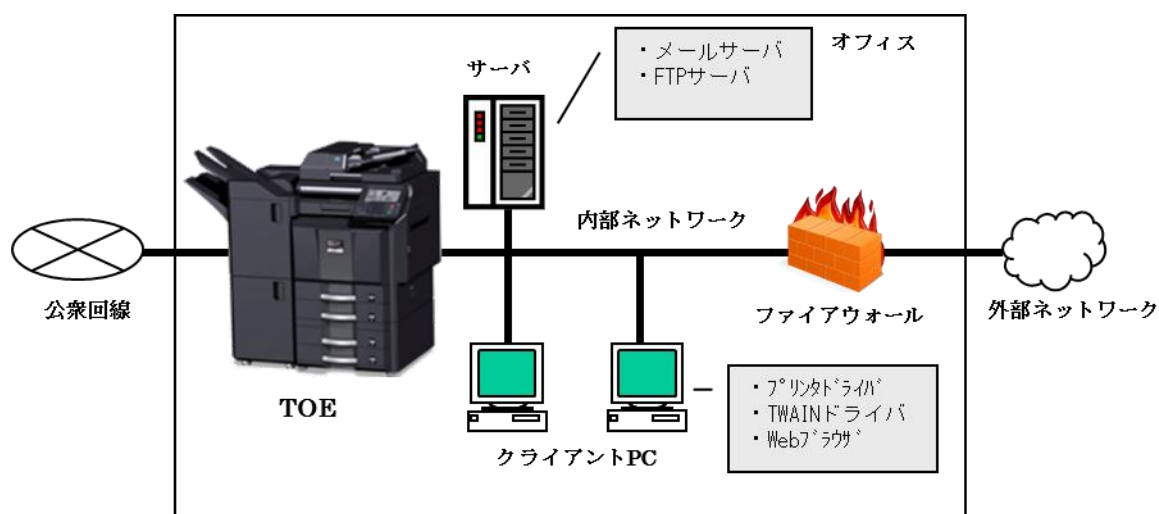 オフィス
・メールサーバ
・FTPサーバ
サーバ
内部ネットワーク
公衆回線
ファイアウォール
外部ネットワーク
TOE
・ﾌﾟﾘﾝﾀﾄﾞﾗｲﾊﾞ
・TWAINドライバ
・Webﾌﾞﾗｳｻﾞ
クライアントPC